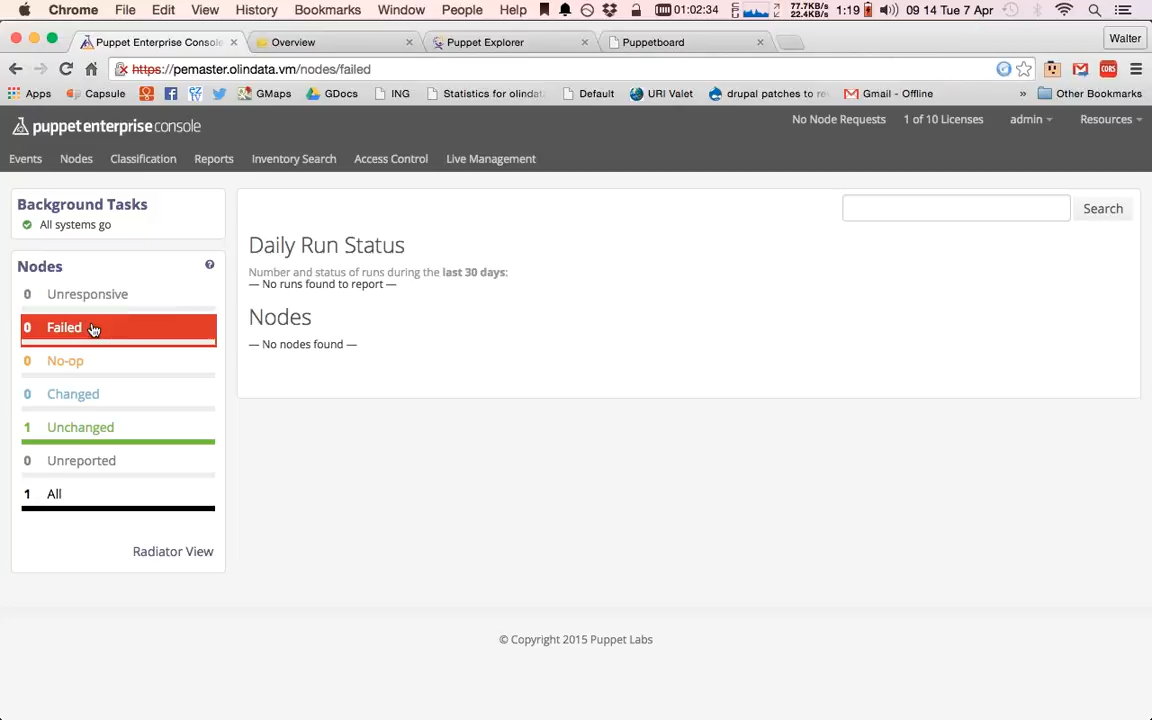 Chrome File Edit View History Bookmarks Window People Help 01:02:34 77.7KB/s 22.4KB/s 1:19 09 14 Tue 7 Apr
Puppet Enterprise Console Overview Puppet Explorer Puppetboard Walter
https://pemaster.olindata.vm/nodes/failed
CORS
Apps Capsule GMaps GDocs ING Statistics for olindat Default URI Valet drupal patches to re Gmail - Offline » Other Bookmarks
puppet enterprise console No Node Requests 1 of 10 Licenses admin Resources
Events Nodes Classification Reports Inventory Search Access Control Live Management
Background Tasks
All systems go
Search
Nodes ?
0 Unresponsive
0 Failed
0 No-op
0 Changed
1 Unchanged
0 Unreported
1 All
Radiator View
Daily Run Status
Number and status of runs during the last 30 days:
— No runs found to report —
Nodes
— No nodes found —
© Copyright 2015 Puppet Labs